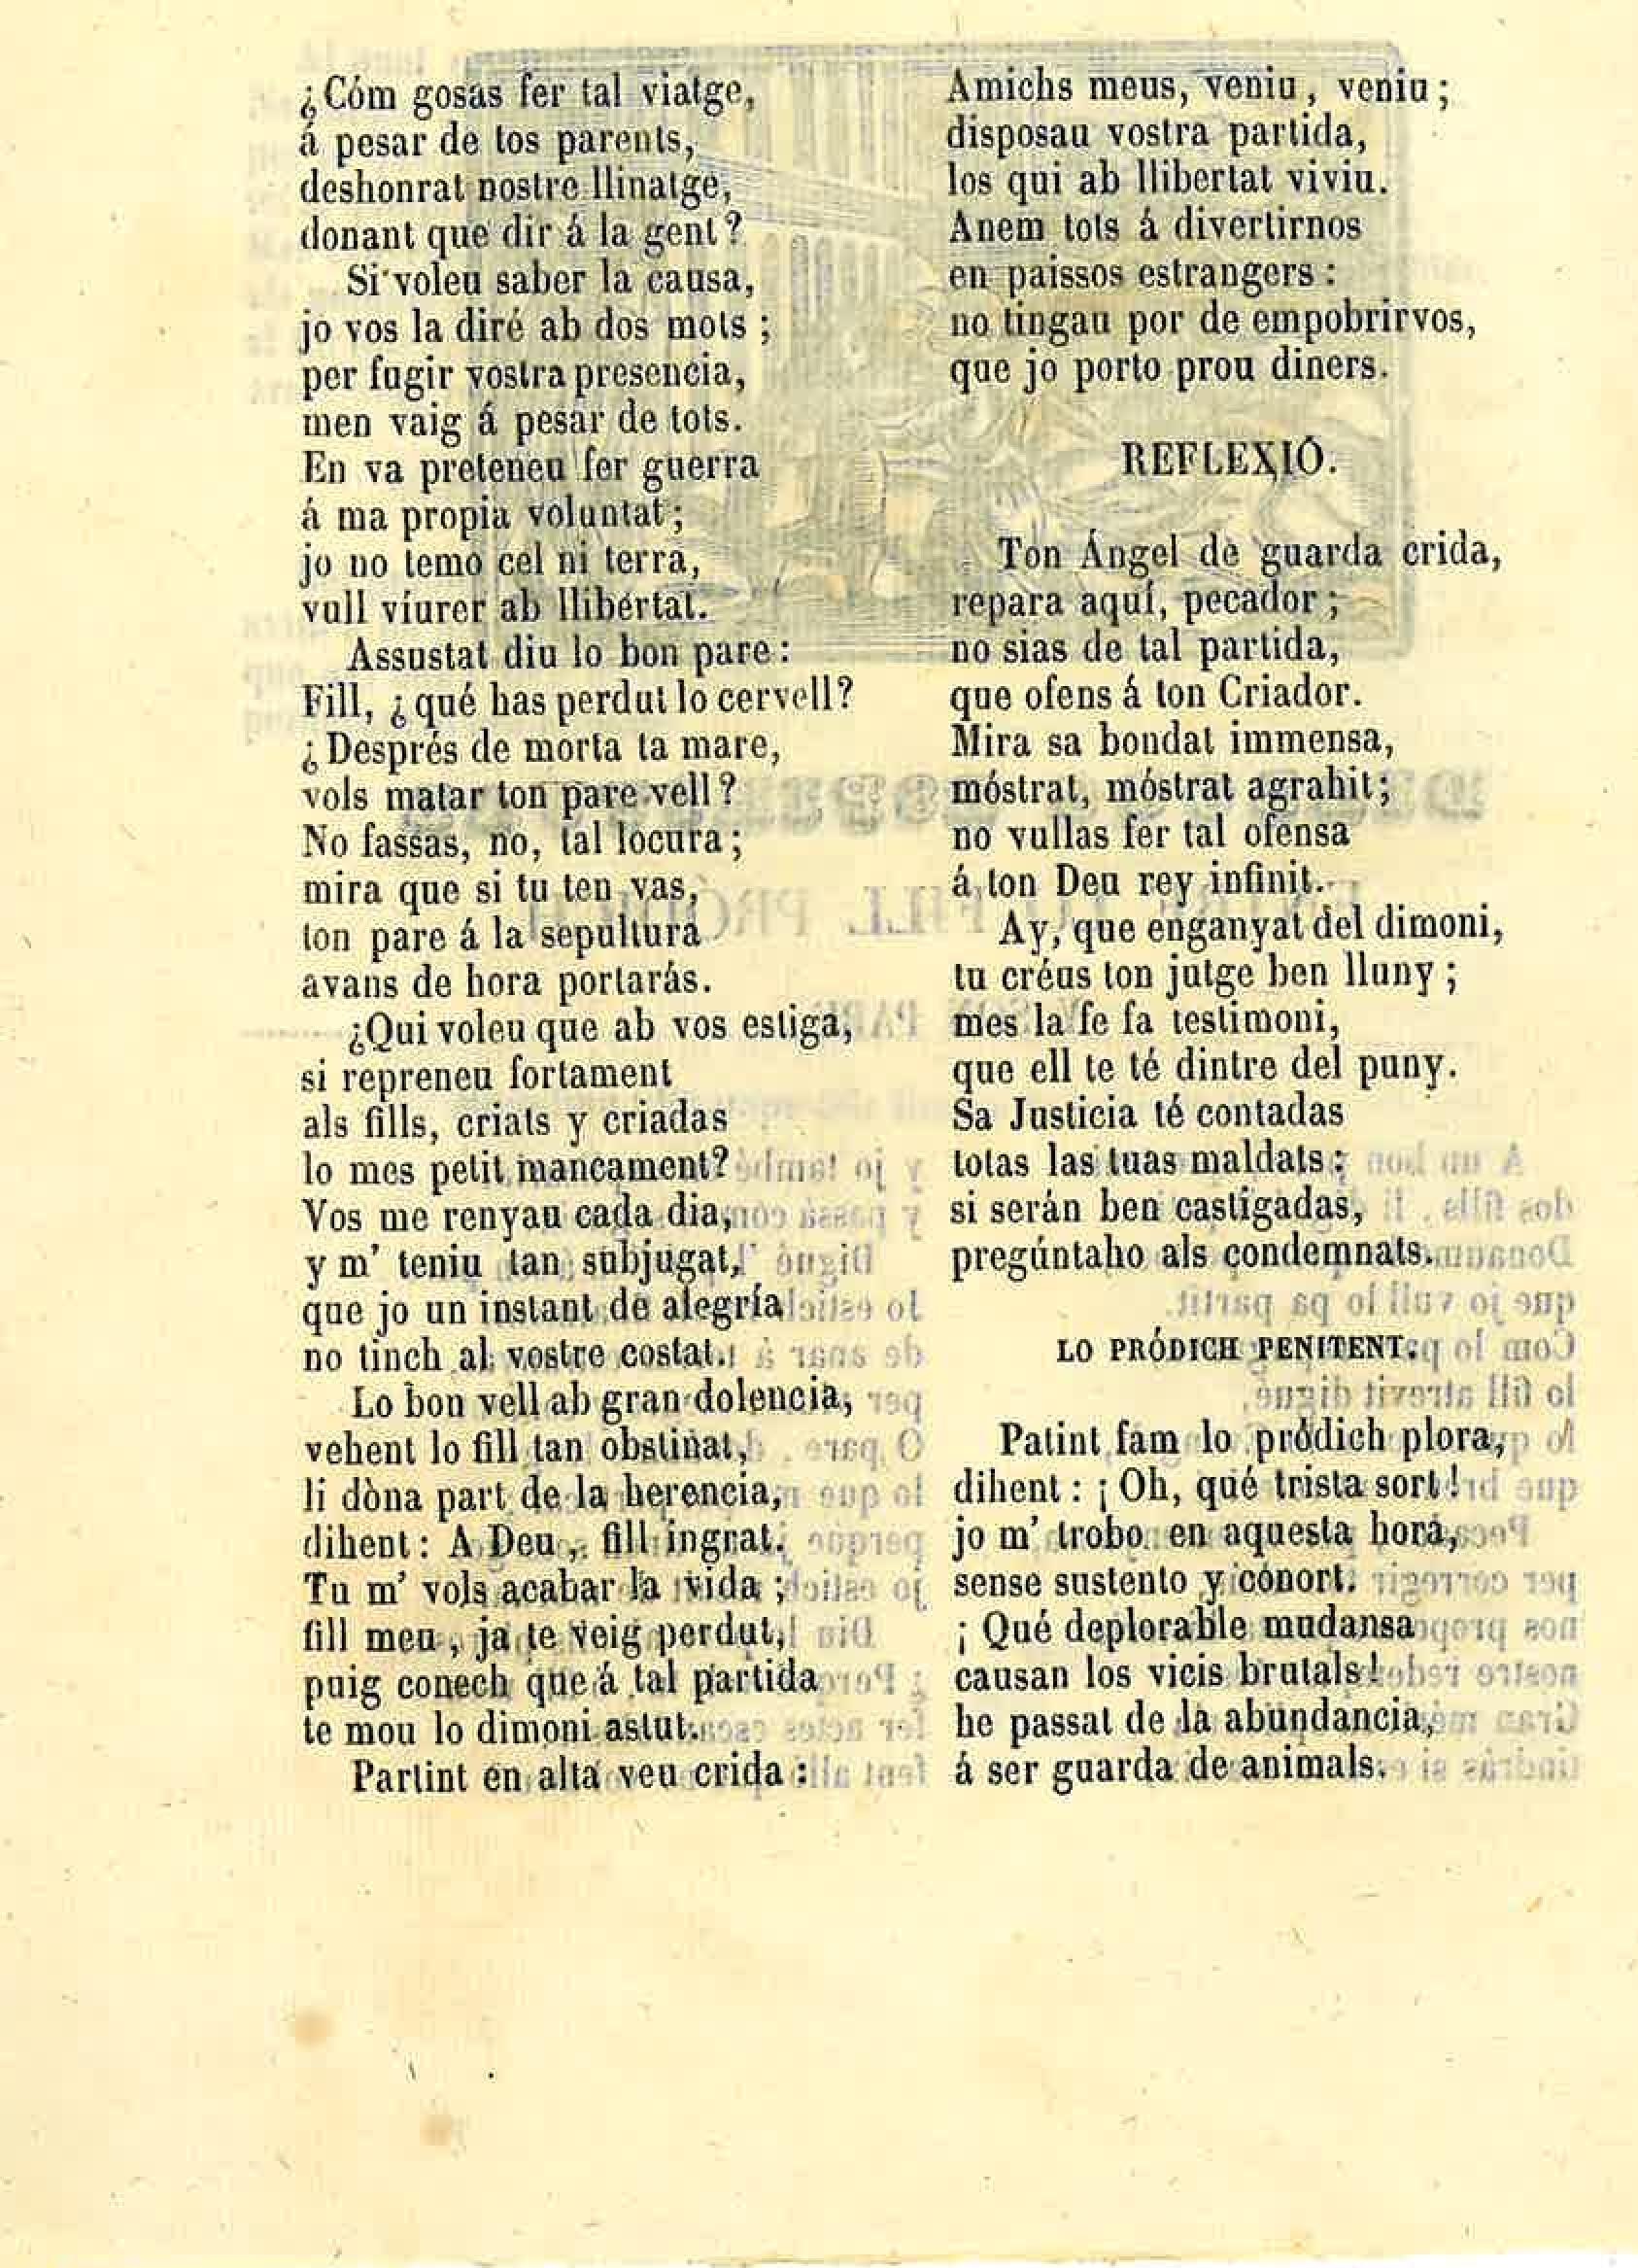 ¿Cóm gosas fer tal viatge,
á pesar de tos parents,
deshonrat nostre llinatge,
donant que dir á la gent?
Si voleu saber la causa,
jo vos la diré ab dos mots;
per fugir vostra presencia,
men vaig á pesar de tots.
En va preteneu fer guerra
á ma propia voluntat;
jo no temo cel ni terra,
vull víurer ab llibertat.
Assustat diu lo bon pare:
Fill, ¿qué has perdut lo cervell?
¿Després de morta ta mare,
vols matar ton pare vell?
No fassas, no, tal locura;
mira que si tu ten vas,
ton pare á la sepultura
avans de hora portarás.
¿Qui voleu que ab vos estiga,
si repreneu fortament
als fills, criats y criadas
lo mes petit mancament?
Vos me renyau cada dia,
y m' teniu tan subjugat,
que jo un instant de alegría
no tinch al vostre costat.
Lo bon vell ab gran dolencia,
vehent lo fill tan obstinat,
li dòna part de la herencia,
dihent: A Deu, fill ingrat.
Tu m' vols acabar la vida;
fill meu, ja te veig perdut,
puig conech que á tal partida
te mou lo dimoni astut.
Partint en alta veu crida:
Amichs meus, veniu, veniu;
disposau vostra partida,
los qui ab llibertat viviu.
Anem tots á divertirnos
en paissos estrangers:
no tingau por de empobrirvos,
que jo porto prou diners.
REFLEXIÓ.
Ton Ángel de guarda crida,
repara aquí, pecador;
no sias de tal partida,
que ofens á ton Criador.
Mira sa bondat immensa,
móstrat, móstrat agrahit;
no vullas fer tal ofensa
á ton Deu rey infinit.
Ay, que enganyat del dimoni,
tu créus ton jutge ben lluny;
mes la fe fa testimoni,
que ell te té dintre del puny.
Sa Justicia té contadas
totas las tuas maldats;
si serán ben castigadas,
pregúntaho als condemnats.
LO PRÓDICH PENITENT.
Patint fam lo pródich plora,
dihent: ¡Oh, qué trista sort!
jo m' trobo en aquesta hora,
sense sustento y cónort.
¡Qué deplorable mudansa
causan los vicis brutals!
he passat de la abundancia,
á ser guarda de animals.